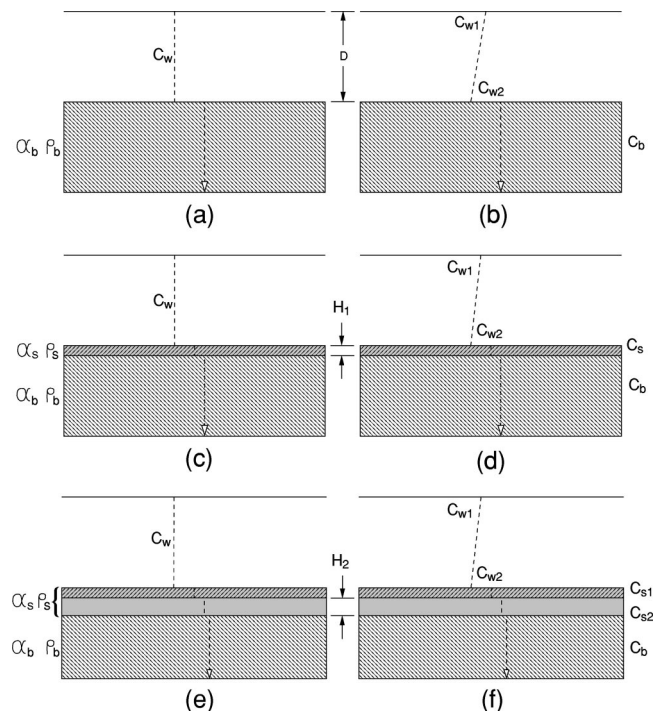 C_w
D
C_w1
C_w2
α_b ρ_b
C_b
(a)
(b)
C_w
C_w1
H_1
C_w2
α_s ρ_s
C_s
α_b ρ_b
C_b
(c)
(d)
C_w
C_w1
H_2
C_w2
α_s ρ_s {
C_s1
C_s2
α_b ρ_b
C_b
(e)
(f)